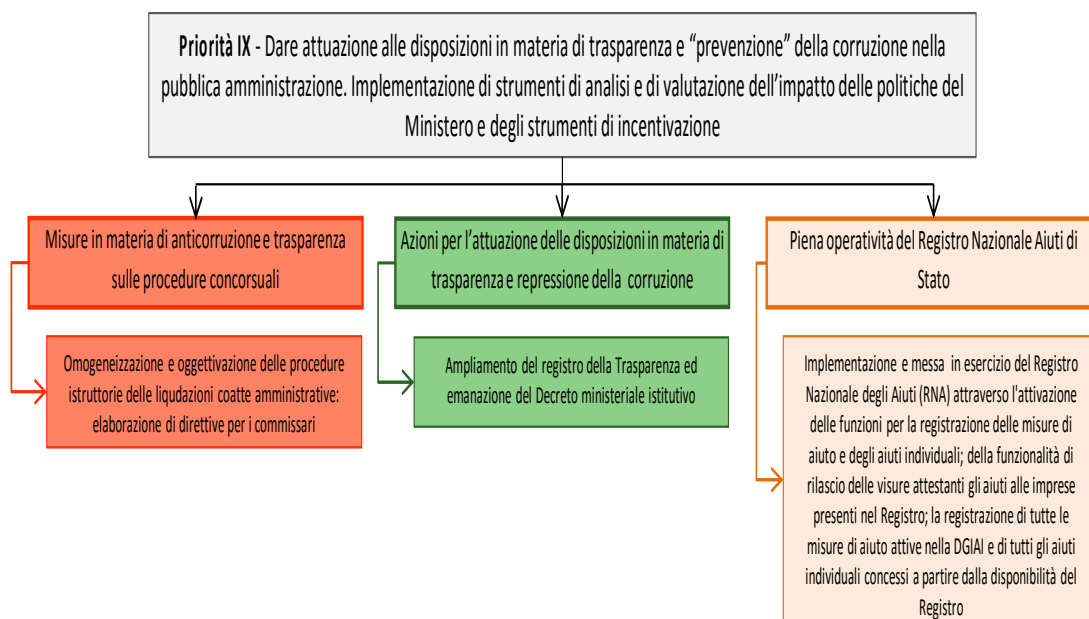 Priorità IX - Dare attuazione alle disposizioni in materia di trasparenza e “prevenzione” della corruzione nella
pubblica amministrazione. Implementazione di strumenti di analisi e di valutazione dell’impatto delle politiche del
Ministero e degli strumenti di incentivazione
Misure in materia di anticorruzione e trasparenza
sulle procedure concorsuali
Omogeneizzazione e oggettivazione delle procedure
istruttorie delle liqudazioni coatte amministrative:
elaborazione di direttive per i commissari
Azioni per l’attuazione delle disposizioni in materia di
trasparenza e repressione della corruzione
Ampliamento del registro della Trasparenza ed
emanazione del Decreto ministeriale istitutivo
Piena operatività del Registro Nazionale Aiuti di
Stato
Implementazione e messa in esercizio del Registro
Nazionale degli Aiuti (RNA) attraverso l'attivazione
delle funzioni per la registrazione delle misure di
aiuto e degli aiuti individuali; della funzionalità di
rilascio delle visure attestanti gli aiuti alle imprese
presenti nel Registro; la registrazione di tutte le
misure di aiuto attive nella DGIAI e di tutti gli aiuti
individuali concessi a partire dalla disponibilità del
Registro